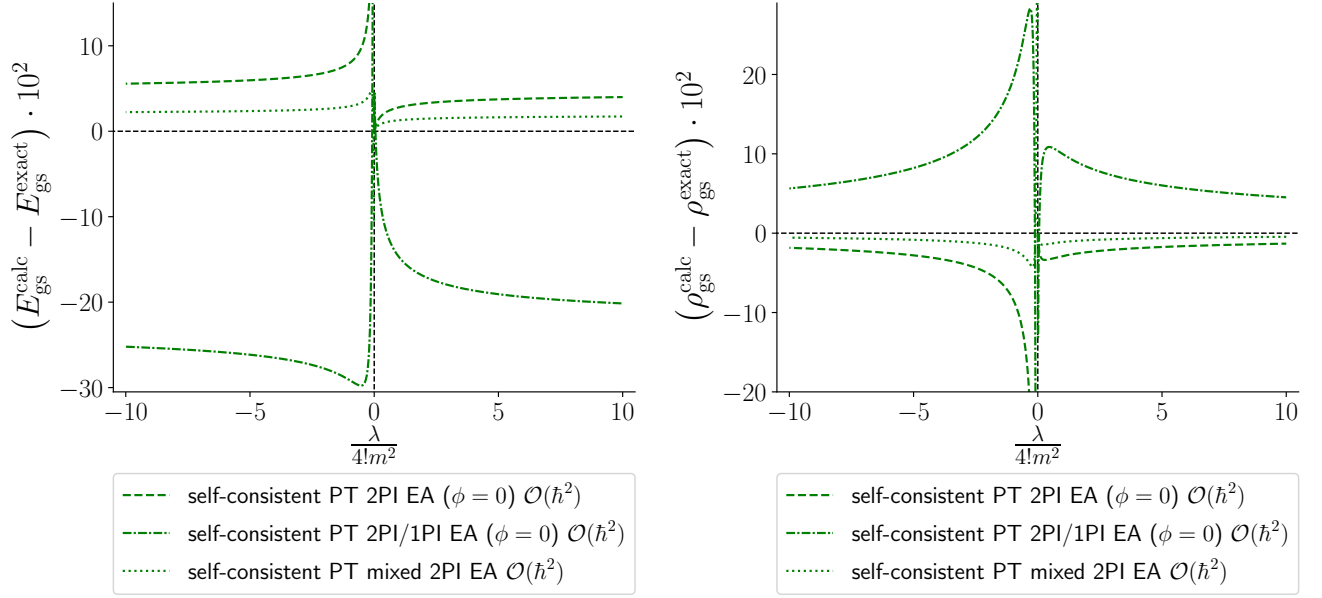 (E_gs^calc − E_gs^exact) · 10^2
10
0
−10
−20
−30
−10
−5
0
5
10
λ/4!m^2
self-consistent PT 2PI EA (ϕ = 0) 𝒪(ℏ^2)
self-consistent PT 2PI/1PI EA (ϕ = 0) 𝒪(ℏ^2)
self-consistent PT mixed 2PI EA 𝒪(ℏ^2)
(ρ_gs^calc − ρ_gs^exact) · 10^2
20
10
0
−10
−20
−10
−5
0
5
10
λ/4!m^2
self-consistent PT 2PI EA (ϕ = 0) 𝒪(ℏ^2)
self-consistent PT 2PI/1PI EA (ϕ = 0) 𝒪(ℏ^2)
self-consistent PT mixed 2PI EA 𝒪(ℏ^2)